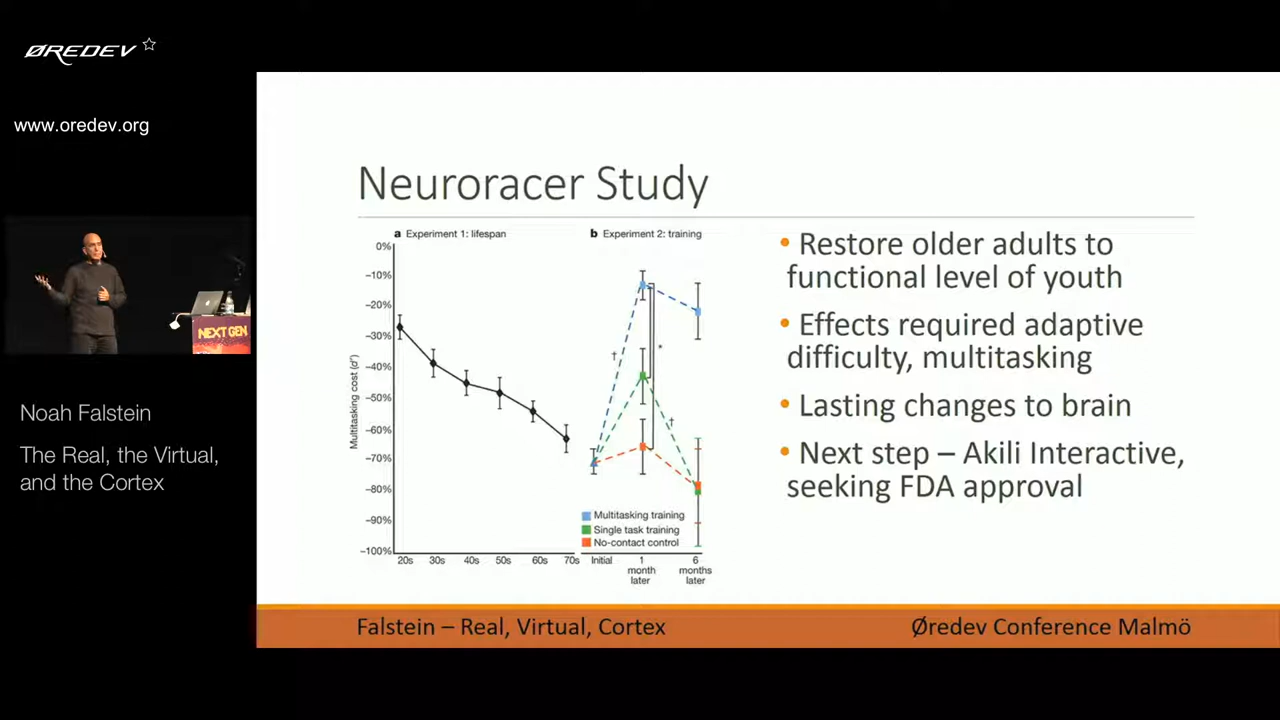 ØREDEV
www.oredev.org
NEXT GEN
Noah Falstein
The Real, the Virtual,
and the Cortex
Neuroracer Study
a Experiment 1: lifespan
b Experiment 2: training
Multitasking cost (d')
0%
–10%
–20%
–30%
–40%
–50%
–60%
–70%
–80%
–90%
–100%
20s 30s 40s 50s 60s 70s
†
*
†
Multitasking training
Single task training
No-contact control
Initial
1
month
later
6
months
later
• Restore older adults to
functional level of youth
• Effects required adaptive
difficulty, multitasking
• Lasting changes to brain
• Next step – Akili Interactive,
seeking FDA approval
Falstein – Real, Virtual, Cortex
Øredev Conference Malmö